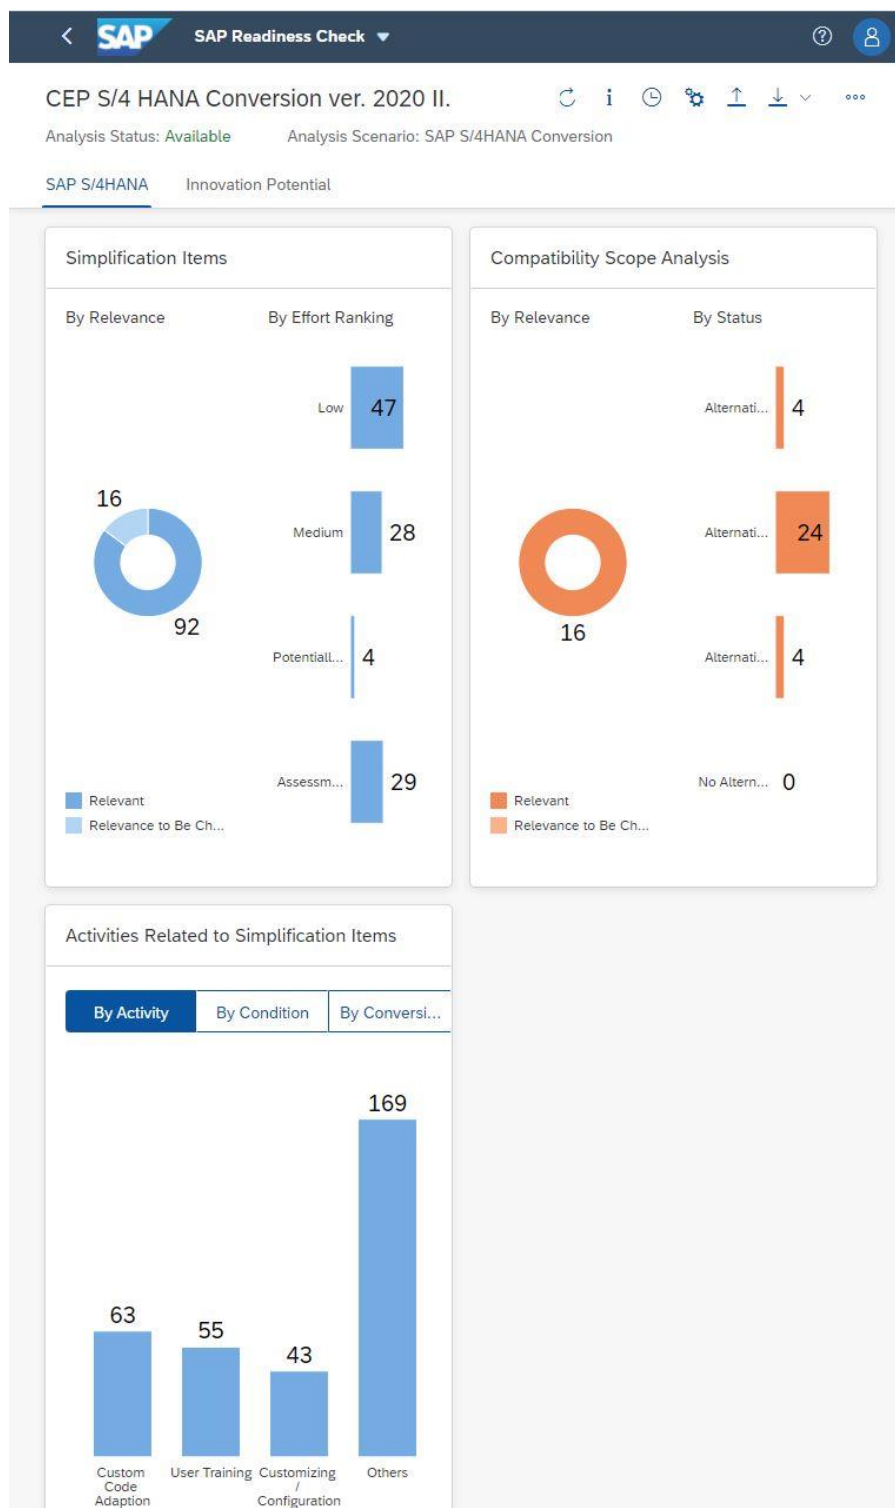 SAP SAP Readiness Check
CEP S/4 HANA Conversion ver. 2020 II.
Analysis Status: Available Analysis Scenario: SAP S/4HANA Conversion
SAP S/4HANA Innovation Potential
Simplification Items
By Relevance By Effort Ranking
Low 47
16
Medium 28
92
Potentiall... 4
Assessm... 29
Relevant
Relevance to Be Ch...
Compatibility Scope Analysis
By Relevance By Status
Alternati... 4
Alternati... 24
16
Alternati... 4
No Altern... 0
Relevant
Relevance to Be Ch...
Activities Related to Simplification Items
By Activity By Condition By Conversi...
169
63
55
43
Custom
Code
Adaption
User Training
Customizing
/
Configuration
Others